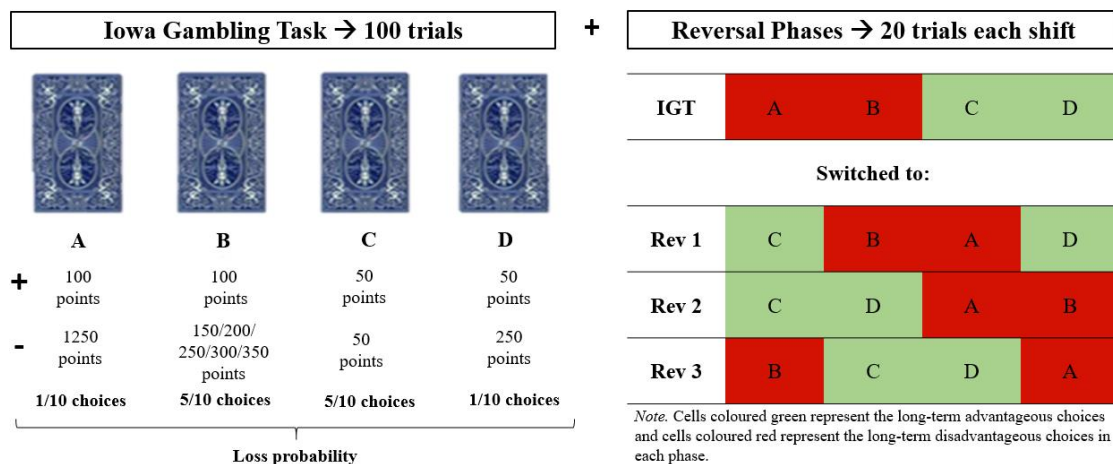 Iowa Gambling Task → 100 trials
+
Reversal Phases → 20 trials each shift
A B C D
+ 100 points 100 points 50 points 50 points
- 1250 points 150/200/250/300/350 points 50 points 250 points
1/10 choices 5/10 choices 5/10 choices 1/10 choices
Loss probability
IGT A B C D
Switched to:
Rev 1 C B A D
Rev 2 C D A B
Rev 3 B C D A
Note. Cells coloured green represent the long-term advantageous choices
and cells coloured red represent the long-term disadvantageous choices in
each phase.